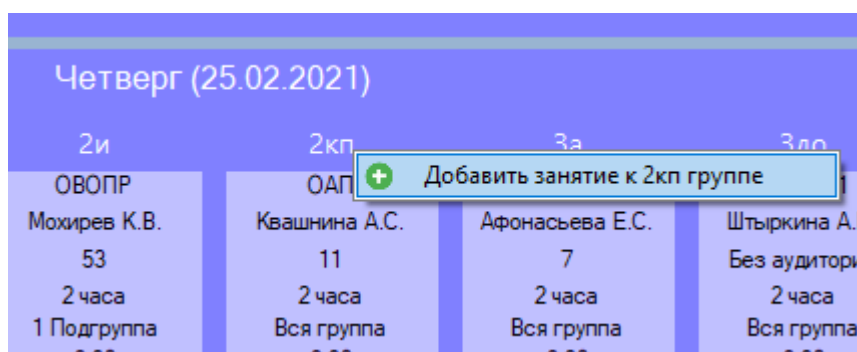 Четверг (25.02.2021)
2и 2кп 3а 3до
Добавить занятие к 2кп группе
ОВОПР
Мохирев К.В. Квашнина А.С. Афонасьева Е.С. Штыркина А.
53 11 7 Без аудитори
2 часа 2 часа 2 часа 2 часа
1 Подгруппа Вся группа Вся группа Вся группа